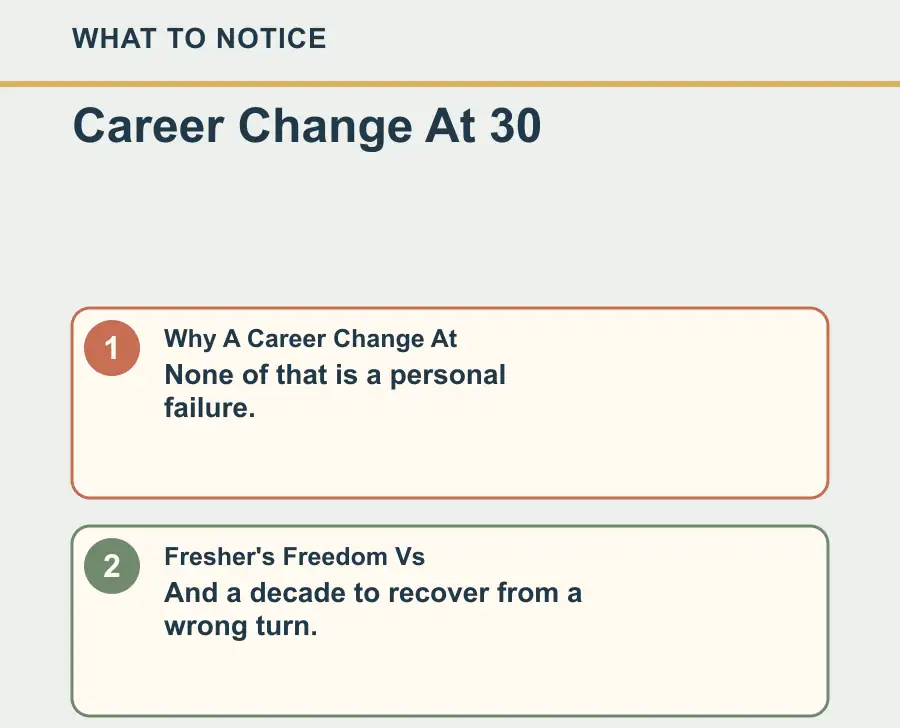 WHAT TO NOTICE
Career Change At 30
1
Why A Career Change At
None of that is a personal
failure.
2
Fresher's Freedom Vs
And a decade to recover from a
wrong turn.